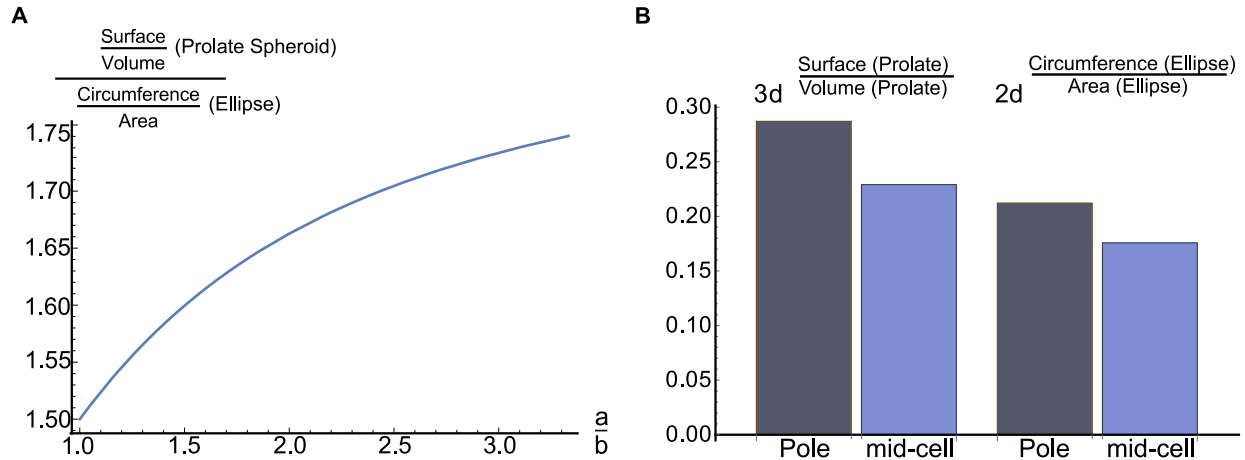 A
Surface
Volume
(Prolate Spheroid)
Circumference
Area
(Ellipse)
1.75
1.70
1.65
1.60
1.55
1.50
1.0
1.5
2.0
2.5
3.0
a
b
B
Surface (Prolate)
Volume (Prolate)
Circumference (Ellipse)
Area (Ellipse)
3d
2d
0.30
0.25
0.20
0.15
0.10
0.05
0.00
Pole
mid-cell
Pole
mid-cell